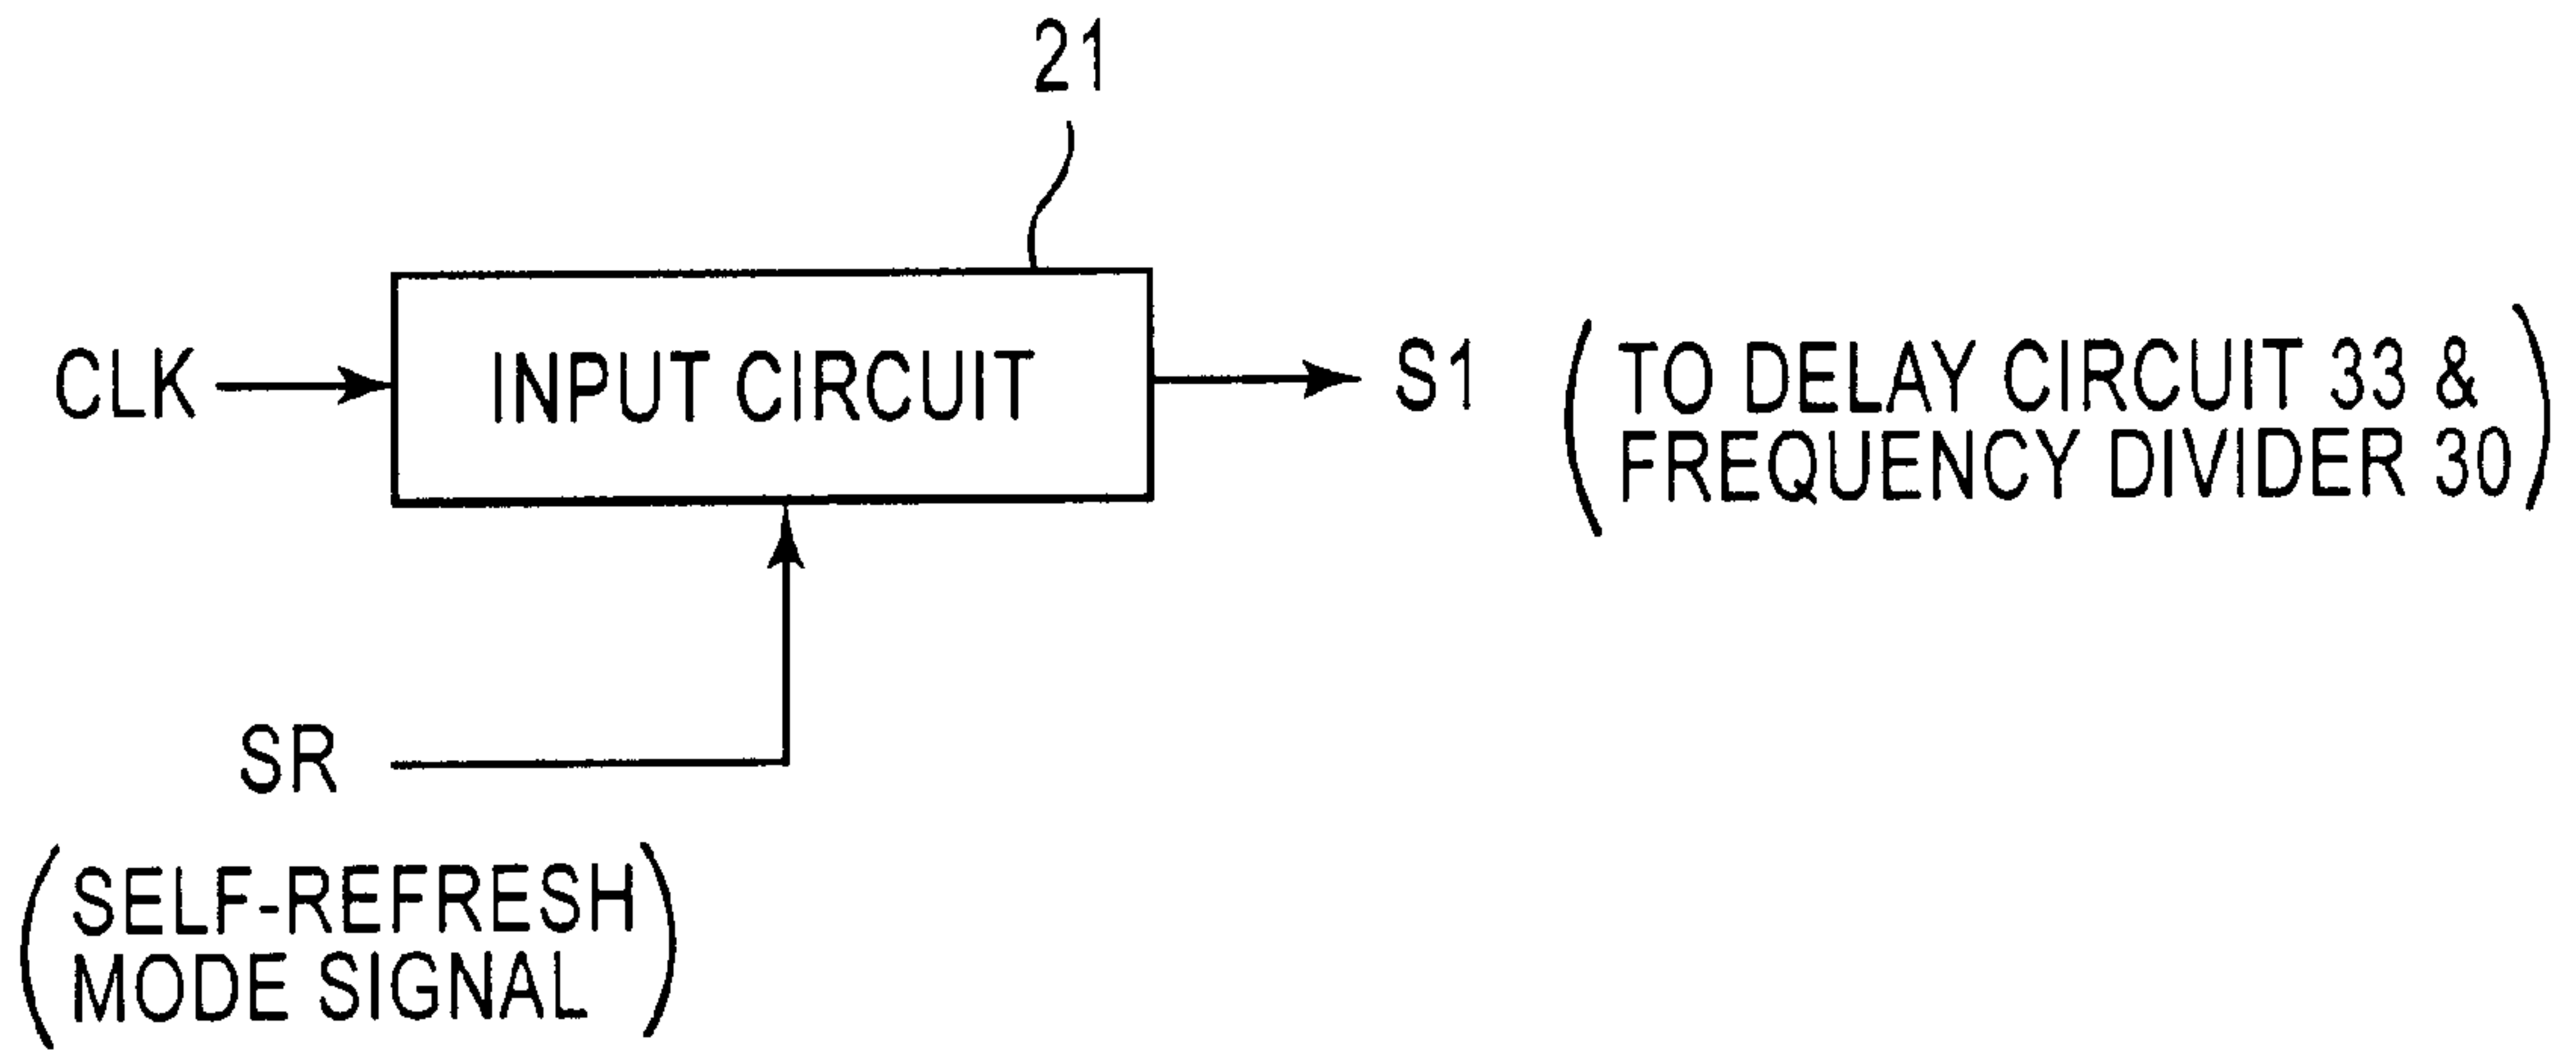 21
CLK
INPUT CIRCUIT
S1
(TO DELAY CIRCUIT 33 &
FREQUENCY DIVIDER 30)
SR
(SELF-REFRESH
MODE SIGNAL)